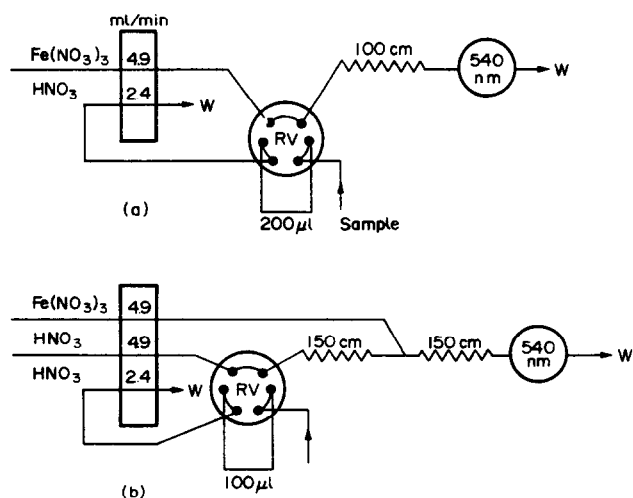 ml/min
Fe(NO₃)₃
4.9
HNO₃
2.4
W
RV
100 cm
540
nm
W
200 μl
Sample
(a)
Fe(NO₃)₃
4.9
HNO₃
4.9
HNO₃
2.4
W
RV
150 cm
150 cm
540
nm
W
100 μl
(b)